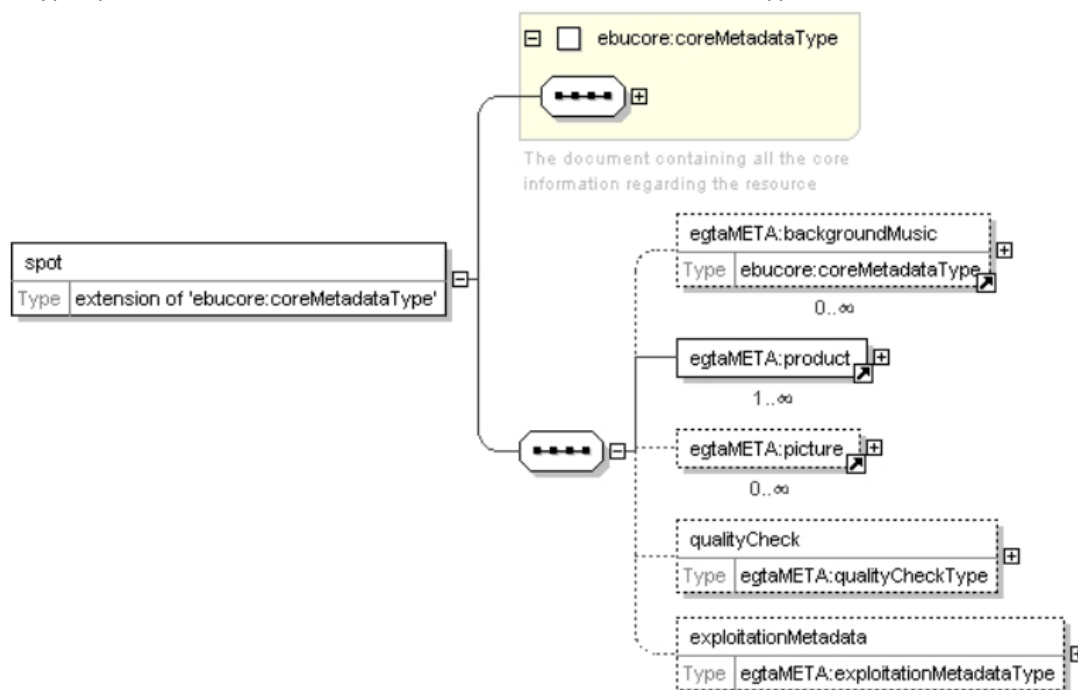 ebucore:coreMetadataType
The document containing all the core
information regarding the resource
spot
Type extension of 'ebucore:coreMetadataType'
egtaMETA:backgroundMusic
Type ebucore:coreMetadataType
0..∞
egtaMETA:product
1..∞
egtaMETA:picture
0..∞
qualityCheck
Type egtaMETA:qualityCheckType
exploitationMetadata
Type egtaMETA:exploitationMetadataType